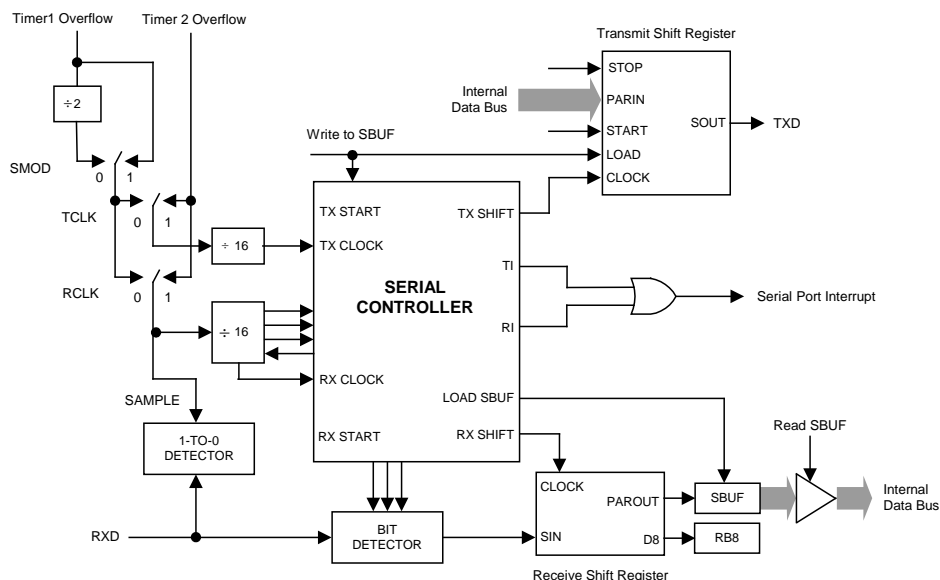 Timer1 Overflow
Timer 2 Overflow
÷2
SMOD
0 1
TCLK
0 1
RCLK
0 1
÷ 16
÷ 16
SAMPLE
1-TO-0
DETECTOR
RXD
Write to SBUF
TX START
TX CLOCK
SERIAL
CONTROLLER
RX CLOCK
RX START
TX SHIFT
TI
RI
LOAD SBUF
RX SHIFT
BIT
DETECTOR
Transmit Shift Register
Internal
Data Bus
STOP
PARIN
START
LOAD
CLOCK
SOUT
TXD
Serial Port Interrupt
CLOCK
PAROUT
SIN
D8
Receive Shift Register
SBUF
RB8
Read SBUF
Internal
Data Bus